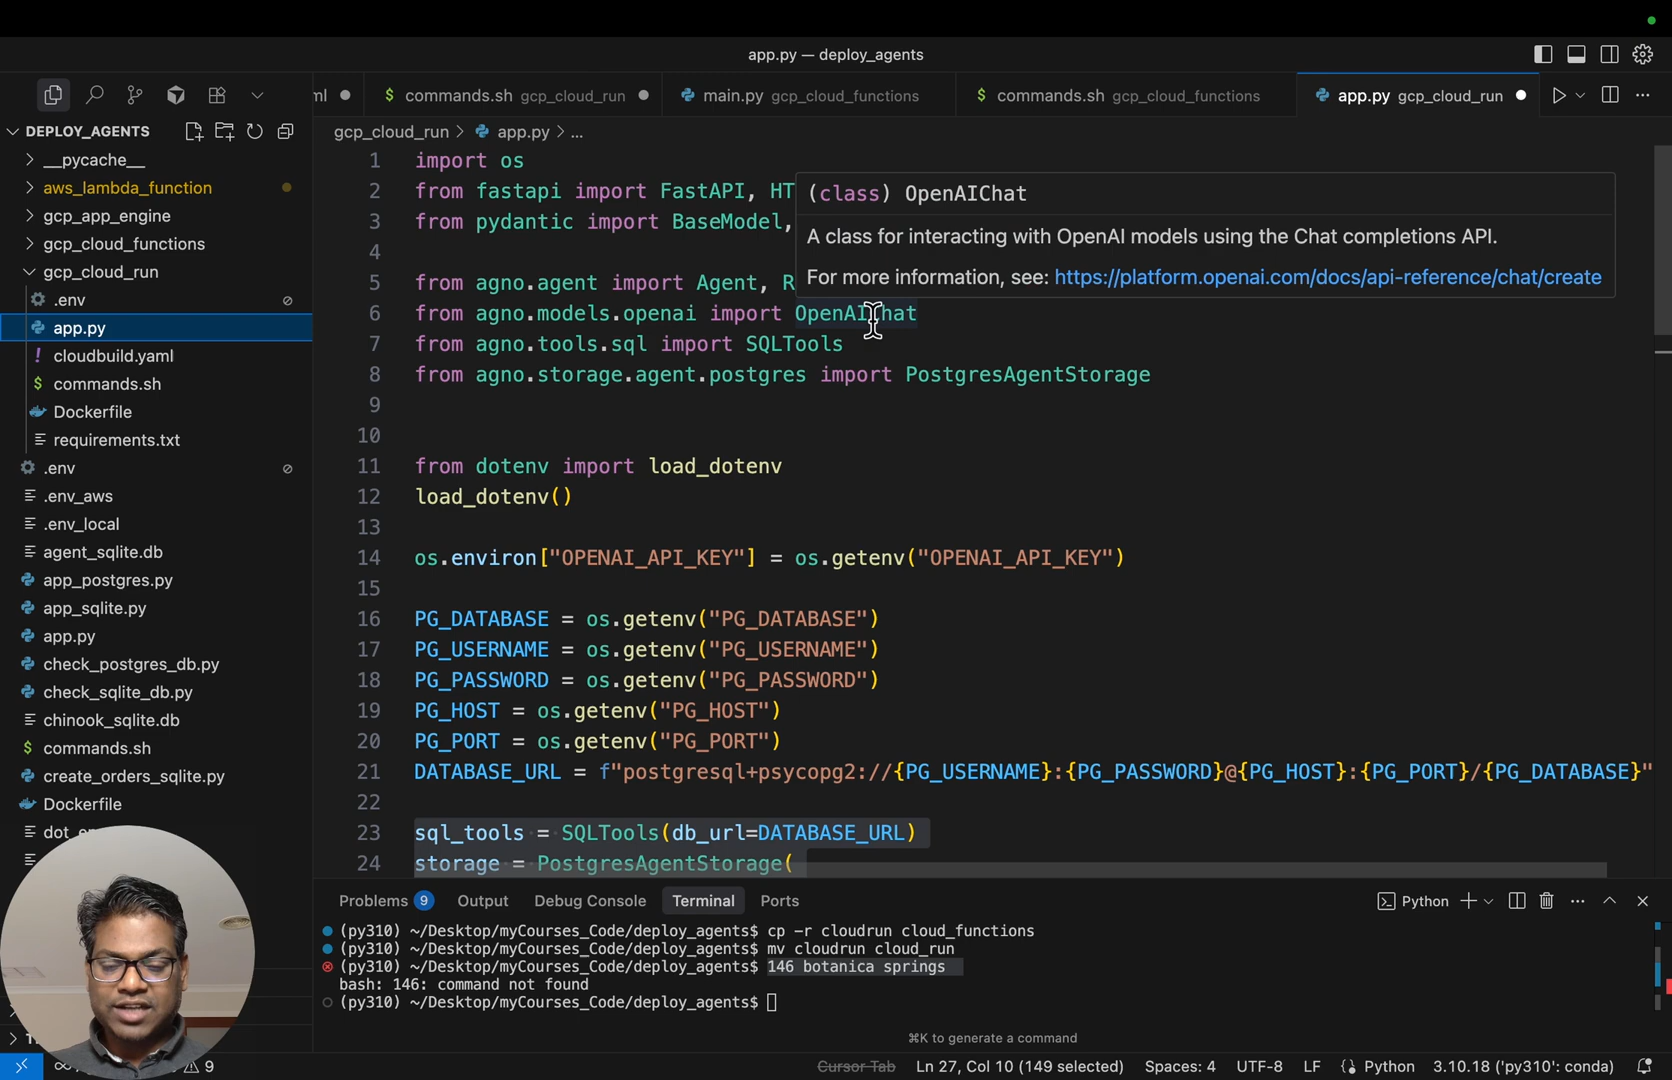 app.py — deploy_agents
ml
$ commands.sh gcp_cloud_run
main.py gcp_cloud_functions
$ commands.sh gcp_cloud_functions
app.py gcp_cloud_run
DEPLOY_AGENTS
__pycache__
aws_lambda_function
gcp_app_engine
gcp_cloud_functions
gcp_cloud_run
.env
app.py
! cloudbuild.yaml
$ commands.sh
Dockerfile
requirements.txt
.env
.env_aws
.env_local
agent_sqlite.db
app_postgres.py
app_sqlite.py
app.py
check_postgres_db.py
check_sqlite_db.py
chinook_sqlite.db
$ commands.sh
create_orders_sqlite.py
Dockerfile
gcp_cloud_run > app.py > ...
1 import os
2 from fastapi import FastAPI, HT
3 from pydantic import BaseModel,
4
5 from agno.agent import Agent, R
6 from agno.models.openai import OpenAIChat
7 from agno.tools.sql import SQLTools
8 from agno.storage.agent.postgres import PostgresAgentStorage
9
10
11 from dotenv import load_dotenv
12 load_dotenv()
13
14 os.environ["OPENAI_API_KEY"] = os.getenv("OPENAI_API_KEY")
15
16 PG_DATABASE = os.getenv("PG_DATABASE")
17 PG_USERNAME = os.getenv("PG_USERNAME")
18 PG_PASSWORD = os.getenv("PG_PASSWORD")
19 PG_HOST = os.getenv("PG_HOST")
20 PG_PORT = os.getenv("PG_PORT")
21 DATABASE_URL = f"postgresql+psycopg2://{PG_USERNAME}:{PG_PASSWORD}@{PG_HOST}:{PG_PORT}/{PG_DATABASE}"
22
23 sql_tools = SQLTools(db_url=DATABASE_URL)
24 storage = PostgresAgentStorage(
(class) OpenAIChat
A class for interacting with OpenAI models using the Chat completions API.
For more information, see: https://platform.openai.com/docs/api-reference/chat/create
Problems 9 Output Debug Console Terminal Ports
Python
(py310) ~/Desktop/myCourses_Code/deploy_agents$ cp -r cloudrun cloud_functions
(py310) ~/Desktop/myCourses_Code/deploy_agents$ mv cloudrun cloud_run
(py310) ~/Desktop/myCourses_Code/deploy_agents$ 146 botanica springs
bash: 146: command not found
(py310) ~/Desktop/myCourses_Code/deploy_agents$
⌘K to generate a command
9
Cursor Tab Ln 27, Col 10 (149 selected) Spaces: 4 UTF-8 LF Python 3.10.18 ('py310': conda)